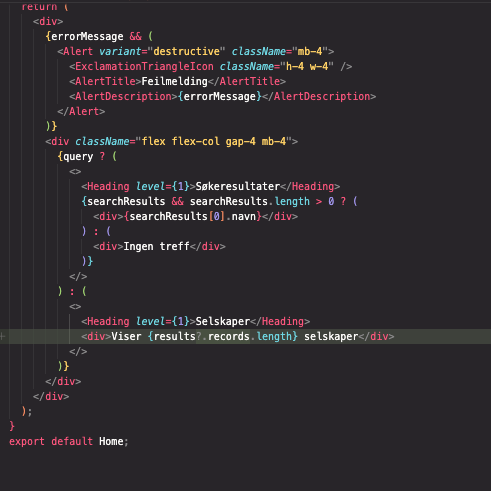 return (
<div>
{errorMessage && (
<Alert variant="destructive" className="mb-4">
<ExclamationTriangleIcon className="h-4 w-4" />
<AlertTitle>Feilmelding</AlertTitle>
<AlertDescription>{errorMessage}</AlertDescription>
</Alert>
)}
<div className="flex flex-col gap-4 mb-4">
{query ? (
<>
<Heading level={1}>Søkeresultater</Heading>
{searchResults && searchResults.length > 0 ? (
<div>{searchResults[0].navn}</div>
) : (
<div>Ingen treff</div>
)}
</>
) : (
<>
<Heading level={1}>Selskaper</Heading>
<div>Viser {results?.records.length} selskaper</div>
</>
)}
</div>
</div>
);
}
export default Home;